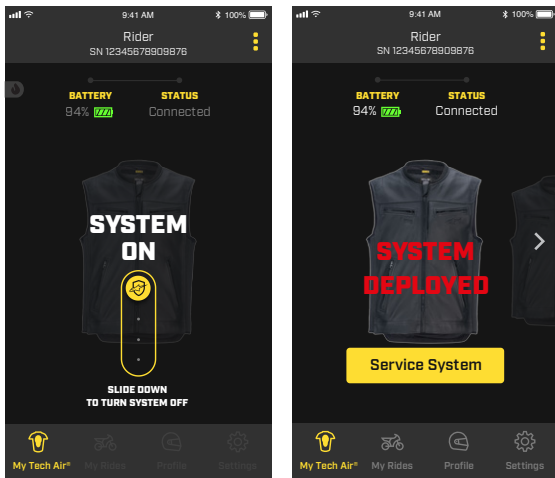 9:41 AM
100%
Rider
SN 12345678909876
BATTERY
STATUS
94%
Connected
SYSTEM
ON
SLIDE DOWN
TO TURN SYSTEM OFF
My Tech Air®
My Rides
Profile
Settings
9:41 AM
100%
Rider
SN 12345678909876
BATTERY
STATUS
94%
Connected
SYSTEM
DEPLOYED
Service System
My Tech Air®
My Rides
Profile
Settings